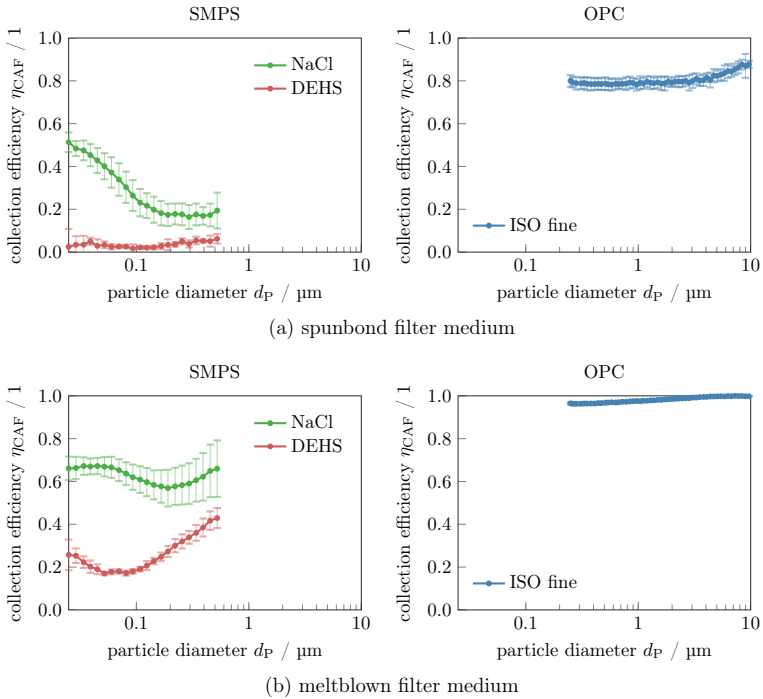 SMPS
collection efficiency ηCAF / 1
1.0
0.8
0.6
0.4
0.2
0.0
NaCl
DEHS
0.1
1
10
particle diameter dP / µm
OPC
collection efficiency ηCAF / 1
1.0
0.8
0.6
0.4
0.2
0.0
ISO fine
0.1
1
10
particle diameter dP / µm
(a) spunbond filter medium
SMPS
collection efficiency ηCAF / 1
1.0
0.8
0.6
0.4
0.2
0.0
NaCl
DEHS
0.1
1
10
particle diameter dP / µm
OPC
collection efficiency ηCAF / 1
1.0
0.8
0.6
0.4
0.2
0.0
ISO fine
0.1
1
10
particle diameter dP / µm
(b) meltblown filter medium